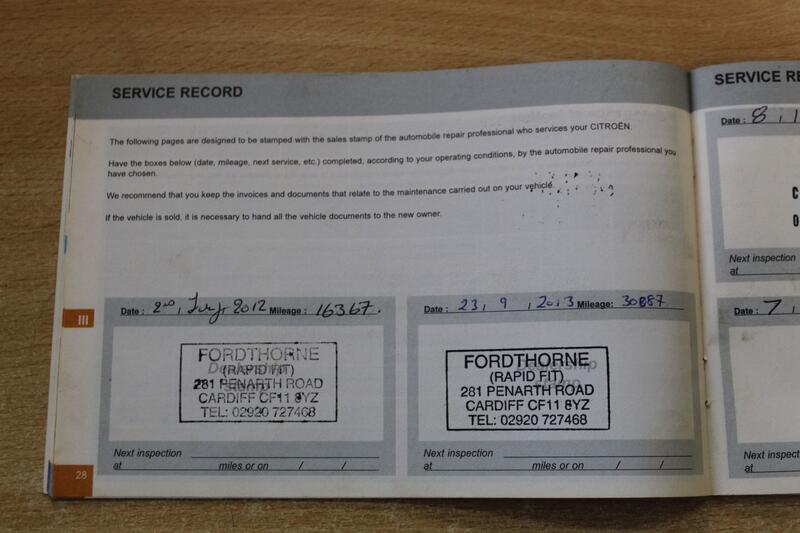 SERVICE RECORD
The following pages are designed to be stamped with the sales stamp of the automobile repair professional who services your CITROËN.
Have the boxes below (date, mileage, next service, etc.) completed, according to your operating conditions, by the automobile repair professional you
have chosen.
We recommend that you keep the invoices and documents that relate to the maintenance carried out on your vehicle.
If the vehicle is sold, it is necessary to hand all the vehicle documents to the new owner.
Date : 2nd, July 2012 Mileage : 16367.
Dealership
Stamp
FORDTHORNE
(RAPID FIT)
281 PENARTH ROAD
CARDIFF CF11 8YZ
TEL: 02920 727468
Next inspection
at miles or on / /
Date : 23, 9, 2013 Mileage: 30887
Dealership
Stamp
FORDTHORNE
(RAPID FIT)
281 PENARTH ROAD
CARDIFF CF11 8YZ
TEL: 02920 727468
Next inspection
at miles or on / /
III
28
SERVICE RE
Date : 8, 1
C
O
Next inspection
at
Date : 7,
Next inspect
at